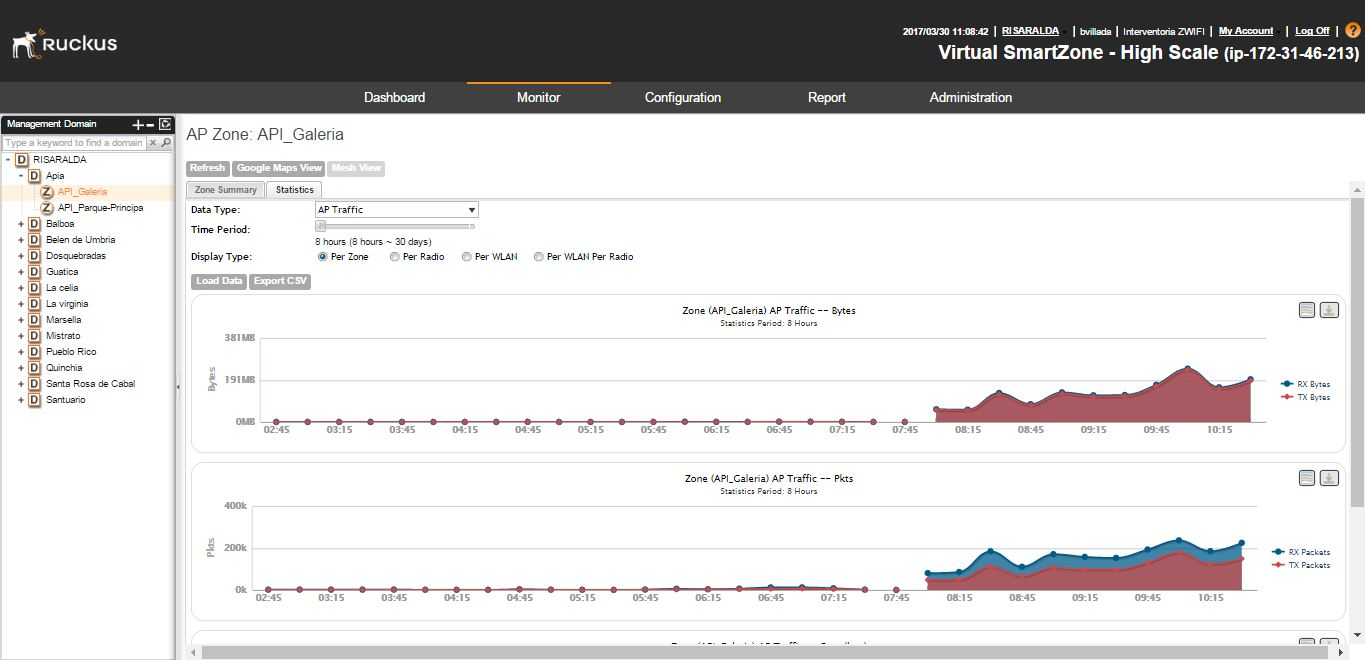 RUCKUS
2017/03/30 11:08:42 | RISARALDA | bvillada | Interventoria ZWIFI | My Account | Log Off | ?
Virtual SmartZone - High Scale (ip-172-31-46-213)
Dashboard Monitor Configuration Report Administration
Management Domain
Type a keyword to find a domain
D RISARALDA
D Apia
Z API_Galeria
Z API_Parque-Principa
D Balboa
D Belen de Umbria
D Dosquebradas
D Guatica
D La celia
D La virginia
D Marsella
D Mistrato
D Pueblo Rico
D Quinchia
D Santa Rosa de Cabal
D Santuario
AP Zone: API_Galeria
Refresh Google Maps View Mesh View
Zone Summary Statistics
Data Type: AP Traffic
Time Period:
8 hours (8 hours ~ 30 days)
Display Type: Per Zone Per Radio Per WLAN Per WLAN Per Radio
Load Data Export CSV
Zone (API_Galeria) AP Traffic -- Bytes
Statistics Period: 8 Hours
381MB
191MB
0MB
Bytes
02:45 03:15 03:45 04:15 04:45 05:15 05:45 06:15 06:45 07:15 07:45 08:15 08:45 09:15 09:45 10:15
RX Bytes
TX Bytes
Zone (API_Galeria) AP Traffic -- Pkts
Statistics Period: 8 Hours
400k
200k
0k
Pkts
02:45 03:15 03:45 04:15 04:45 05:15 05:45 06:15 06:45 07:15 07:45 08:15 08:45 09:15 09:45 10:15
RX Packets
TX Packets